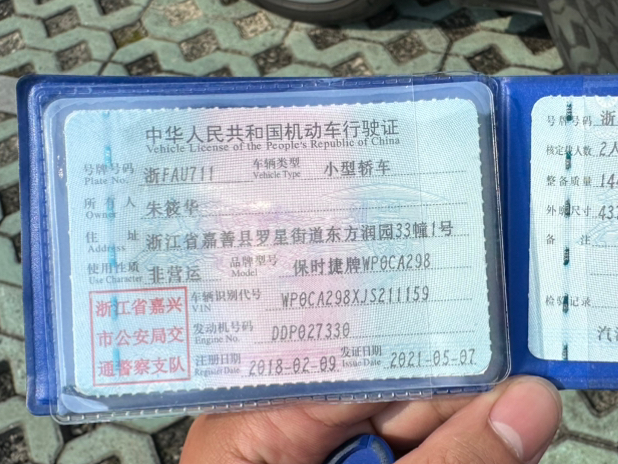 中华人民共和国机动车行驶证
Vehicle License of the People's Republic of China
号牌号码 浙FAU711 车辆类型 小型轿车
Plate No. Vehicle Type
所有人 朱筱华
Owner
住址 浙江省嘉善县罗星街道东方润园33幢1号
Address
使用性质 非营运 品牌型号 保时捷牌WP0CA298
Use Character Model
浙江省嘉兴
市公安局交
通警察支队
车辆识别代号 WP0CA298XJS211159
VIN
发动机号码 DDP027330
Engine No.
注册日期 2018-02-09 发证日期 2021-05-07
Register Date Issue Date
号牌号码 浙
核定载人数 2人
整备质量 144
外廓尺寸 43
备注
检验记录